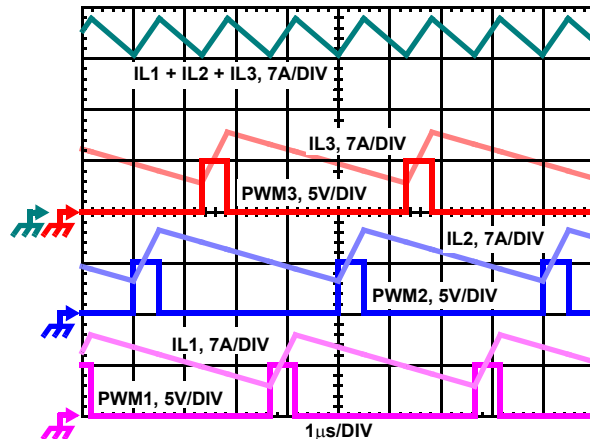 IL1 + IL2 + IL3, 7A/DIV
IL3, 7A/DIV
PWM3, 5V/DIV
IL2, 7A/DIV
PWM2, 5V/DIV
IL1, 7A/DIV
PWM1, 5V/DIV
1μs/DIV